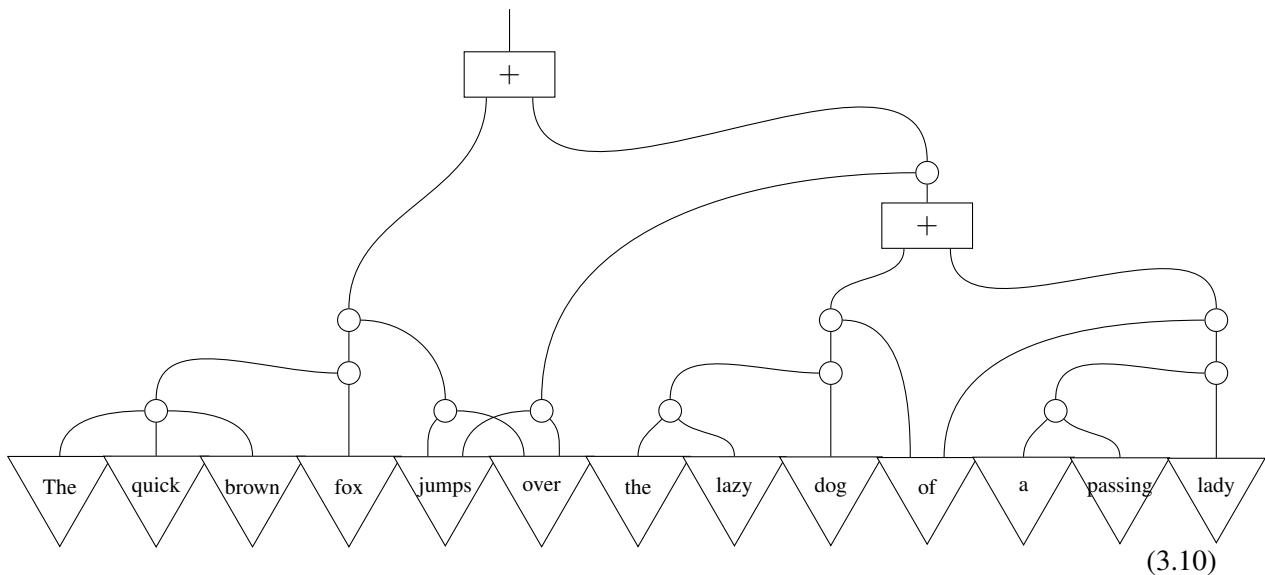 +
+
The quick brown fox jumps over the lazy dog of a passing lady
(3.10)